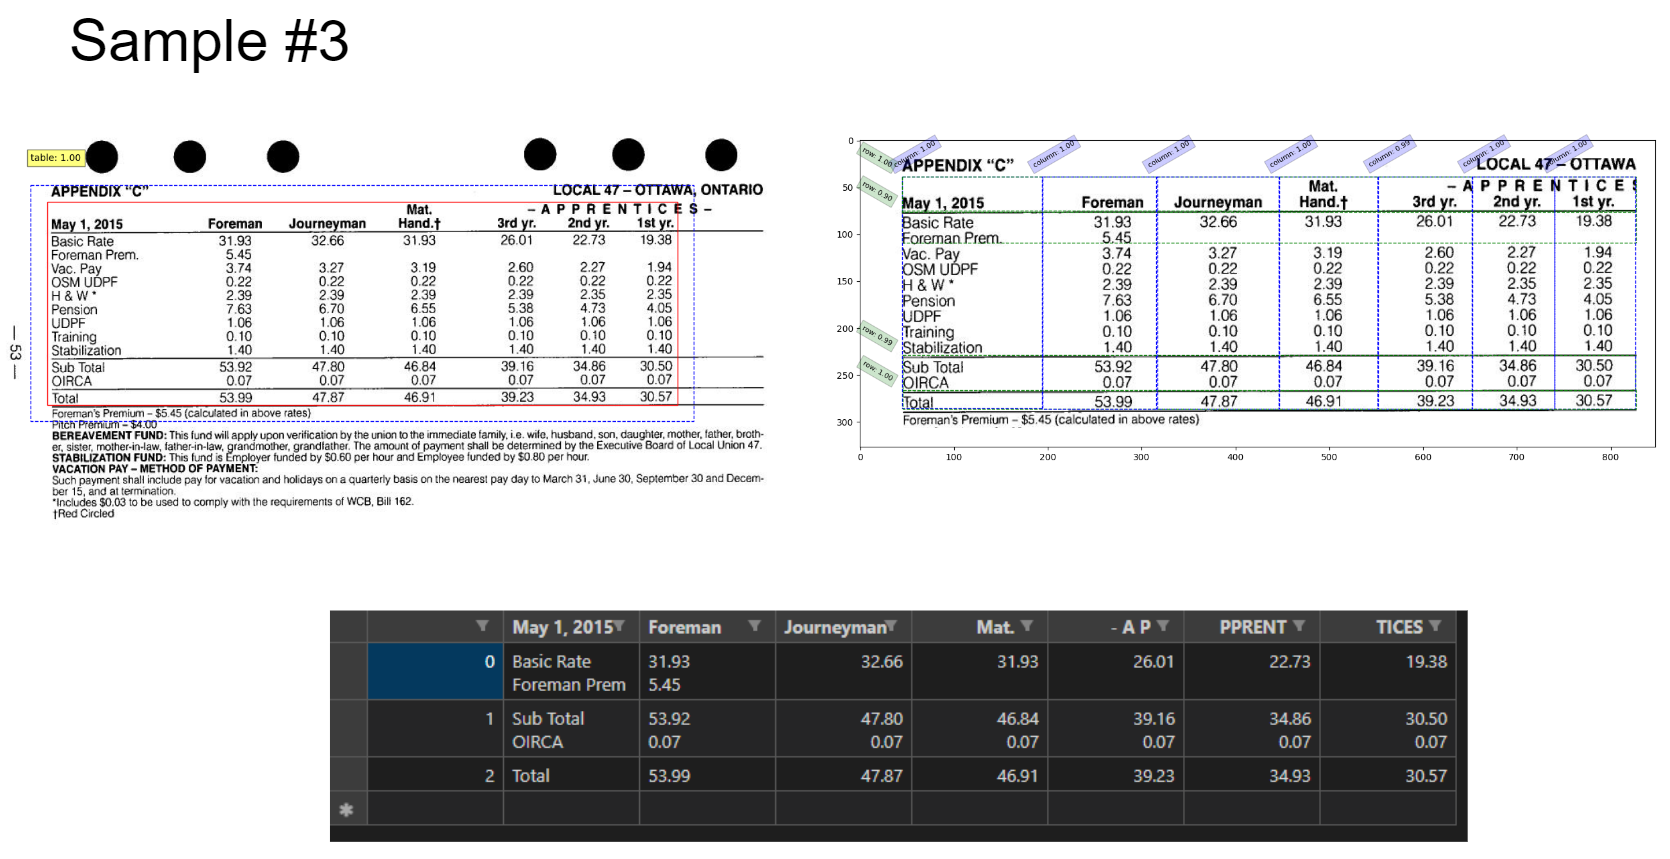 Sample #3
table: 1.00
APPENDIX “C” LOCAL 47 – OTTAWA, ONTARIO
Mat. – A P P R E N T I C E S –
May 1, 2015 Foreman Journeyman Hand.† 3rd yr. 2nd yr. 1st yr.
Basic Rate 31.93 32.66 31.93 26.01 22.73 19.38
Foreman Prem. 5.45
Vac. Pay 3.74 3.27 3.19 2.60 2.27 1.94
OSM UDPF 0.22 0.22 0.22 0.22 0.22 0.22
H & W * 2.39 2.39 2.39 2.39 2.35 2.35
Pension 7.63 6.70 6.55 5.38 4.73 4.05
UDPF 1.06 1.06 1.06 1.06 1.06 1.06
Training 0.10 0.10 0.10 0.10 0.10 0.10
Stabilization 1.40 1.40 1.40 1.40 1.40 1.40
Sub Total 53.92 47.80 46.84 39.16 34.86 30.50
OIRCA 0.07 0.07 0.07 0.07 0.07 0.07
Total 53.99 47.87 46.91 39.23 34.93 30.57
Foreman's Premium – $5.45 (calculated in above rates)
Pitch Premium – $4.00
BEREAVEMENT FUND: This fund will apply upon verification by the union to the immediate family, i.e. wife, husband, son, daughter, mother, father, broth-
er, sister, mother-in-law, father-in-law, grandmother, grandfather. The amount of payment shall be determined by the Executive Board of Local Union 47.
STABILIZATION FUND: This fund is Employer funded by $0.60 per hour and Employee funded by $0.80 per hour.
VACATION PAY – METHOD OF PAYMENT:
Such payment shall include pay for vacation and holidays on a quarterly basis on the nearest pay day to March 31, June 30, September 30 and Decem-
ber 15, and at termination.
*Includes $0.03 to be used to comply with the requirements of WCB, Bill 162.
†Red Circled
— 53 —
0
50
100
150
200
250
300
0 100 200 300 400 500 600 700 800
row: 1.00
row: 0.90
row: 0.99
row: 1.00
column: 1.00 column: 1.00 column: 1.00 column: 1.00 column: 0.99 column: 1.00 column: 1.00
APPENDIX “C” LOCAL 47 – OTTAWA
Mat. – A P P R E N T I C E S
May 1, 2015 Foreman Journeyman Hand.† 3rd yr. 2nd yr. 1st yr.
Basic Rate 31.93 32.66 31.93 26.01 22.73 19.38
Foreman Prem. 5.45
Vac. Pay 3.74 3.27 3.19 2.60 2.27 1.94
OSM UDPF 0.22 0.22 0.22 0.22 0.22 0.22
H & W * 2.39 2.39 2.39 2.39 2.35 2.35
Pension 7.63 6.70 6.55 5.38 4.73 4.05
UDPF 1.06 1.06 1.06 1.06 1.06 1.06
Training 0.10 0.10 0.10 0.10 0.10 0.10
Stabilization 1.40 1.40 1.40 1.40 1.40 1.40
Sub Total 53.92 47.80 46.84 39.16 34.86 30.50
OIRCA 0.07 0.07 0.07 0.07 0.07 0.07
Total 53.99 47.87 46.91 39.23 34.93 30.57
Foreman's Premium – $5.45 (calculated in above rates)
May 1, 2015 Foreman Journeyman Mat. - A P PPRENT TICES
0 Basic Rate 31.93 32.66 31.93 26.01 22.73 19.38
Foreman Prem 5.45
1 Sub Total 53.92 47.80 46.84 39.16 34.86 30.50
OIRCA 0.07 0.07 0.07 0.07 0.07 0.07
2 Total 53.99 47.87 46.91 39.23 34.93 30.57